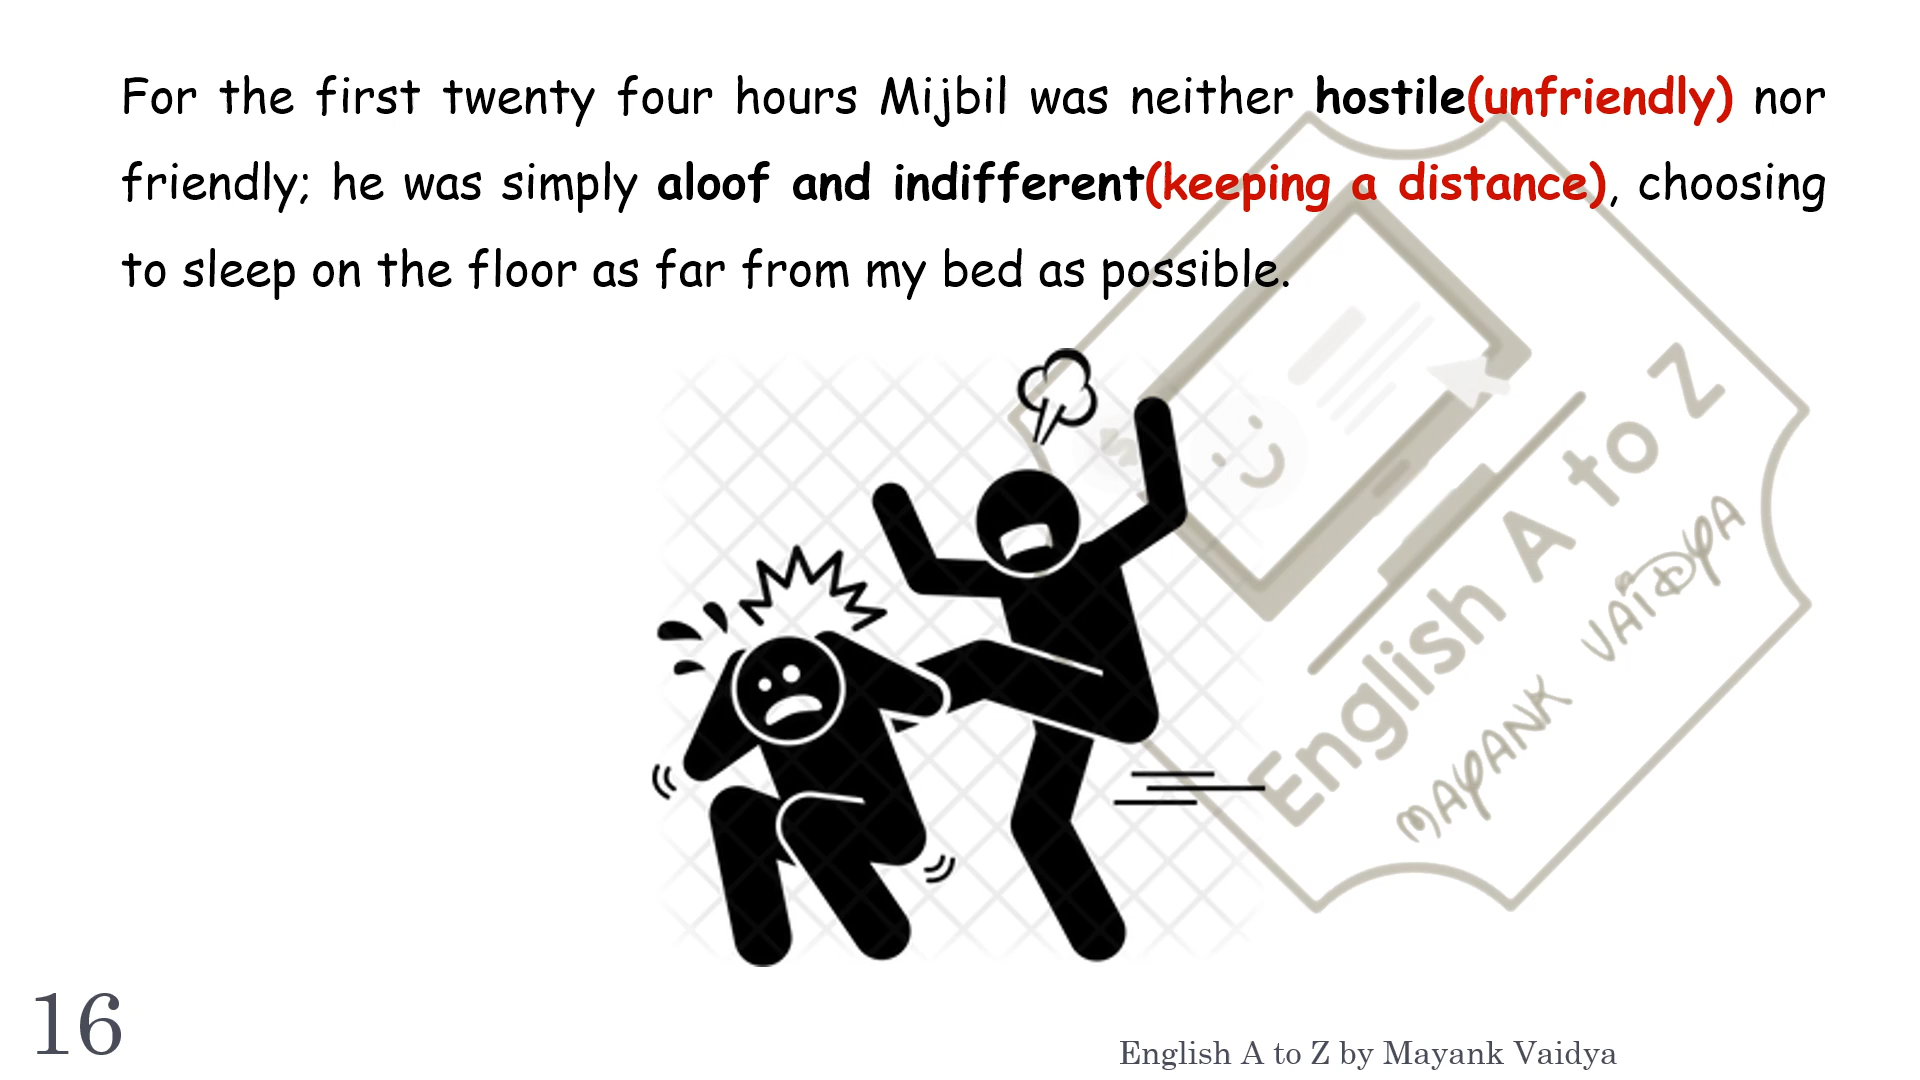 For the first twenty four hours Mijbil was neither hostile(unfriendly) nor
friendly; he was simply aloof and indifferent(keeping a distance), choosing
to sleep on the floor as far from my bed as possible.
English A to Z
MAYANK VAIDYA
16
English A to Z by Mayank Vaidya